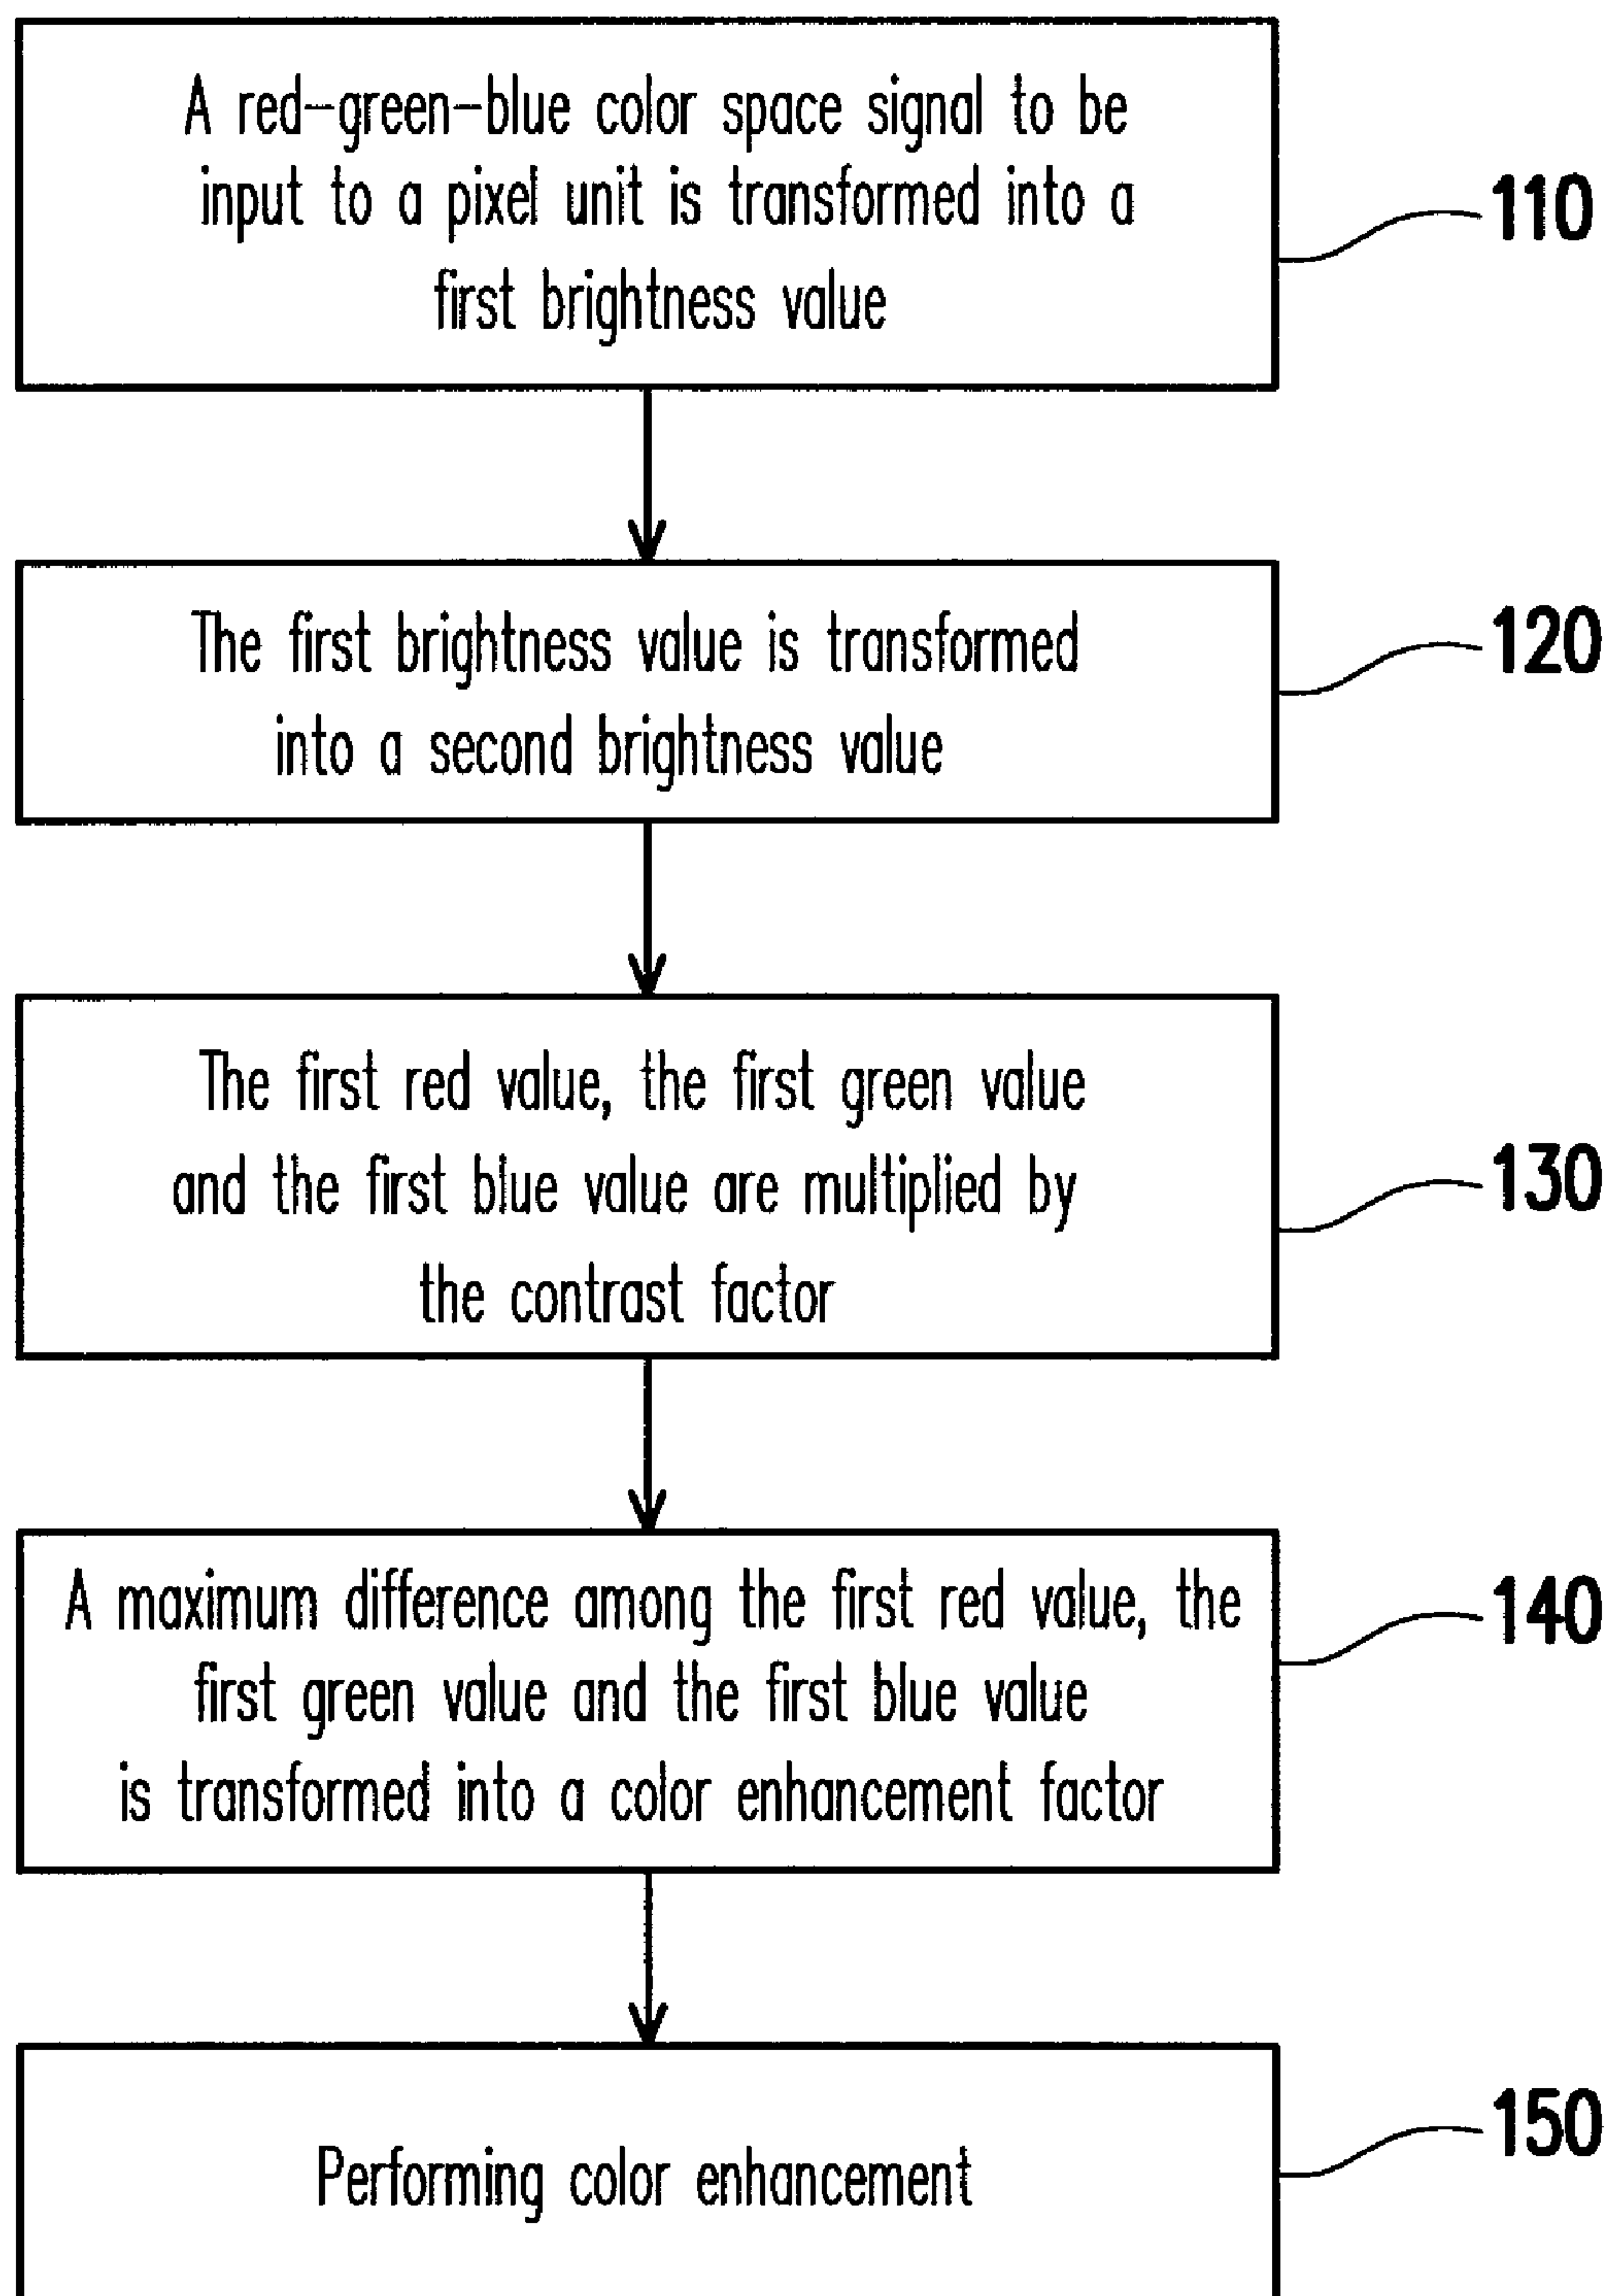 A red-green-blue color space signal to be
input to a pixel unit is transformed into a
first brightness value
110
The first brightness value is transformed
into a second brightness value
120
The first red value, the first green value
and the first blue value are multiplied by
the contrast factor
130
A maximum difference among the first red value, the
first green value and the first blue value
is transformed into a color enhancement factor
140
Performing color enhancement
150